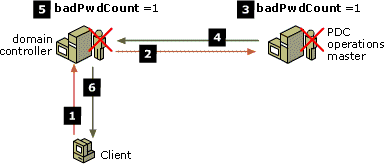 5 badPwdCount =1
3 badPwdCount =1
domain
controller
4
2
PDC
operations
master
6
1
Client